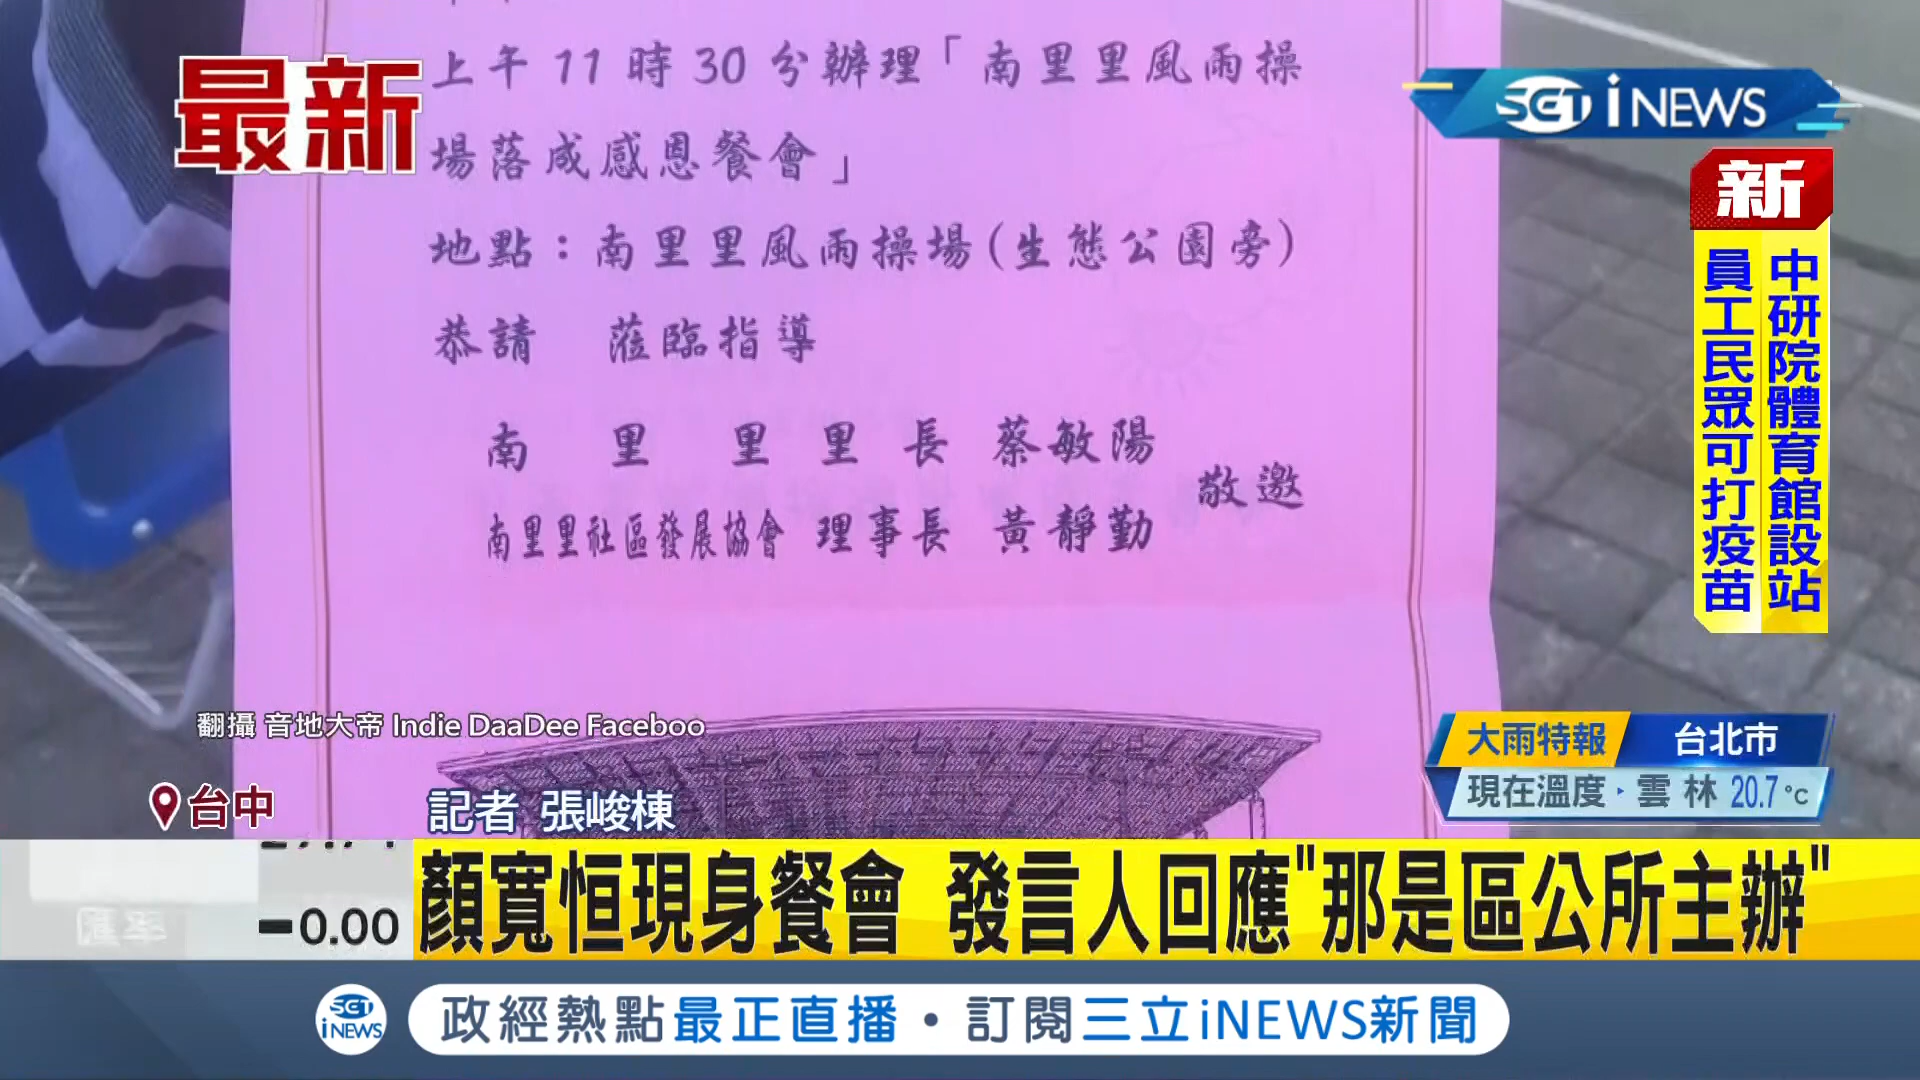 最新
上午11時30分辦理「南里里風雨操
場落成感恩餐會」
地點：南里里風雨操場(生態公園旁)
恭請 蒞臨指導
南里里里長 蔡敏陽
南里里社區發展協會 理事長 黃靜勤
敬邀
SET iNEWS
新
中研院體育館設站
員工民眾可打疫苗
翻攝 音地大帝 Indie DaaDee Faceboo
大雨特報 台北市
現在溫度・雲林 20.7°C
台中
記者 張峻棟
匯率
-0.00
顏寬恒現身餐會 發言人回應"那是區公所主辦"
SET iNEWS
政經熱點最正直播・訂閱三立iNEWS新聞